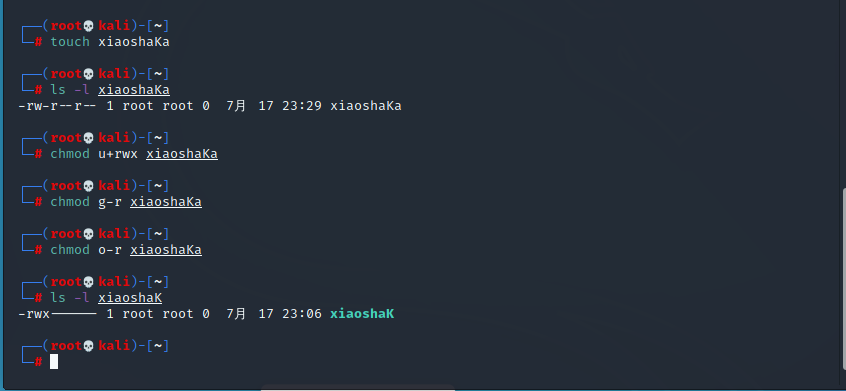 ┌──(root💀kali)-[~]
└─# touch xiaoshaKa
┌──(root💀kali)-[~]
└─# ls -l xiaoshaKa
-rw-r--r-- 1 root root 0  7月  17 23:29 xiaoshaKa
┌──(root💀kali)-[~]
└─# chmod u+rwx xiaoshaKa
┌──(root💀kali)-[~]
└─# chmod g-r xiaoshaKa
┌──(root💀kali)-[~]
└─# chmod o-r xiaoshaKa
┌──(root💀kali)-[~]
└─# ls -l xiaoshaK
-rwx------ 1 root root 0  7月  17 23:06 xiaoshaK
┌──(root💀kali)-[~]
└─#